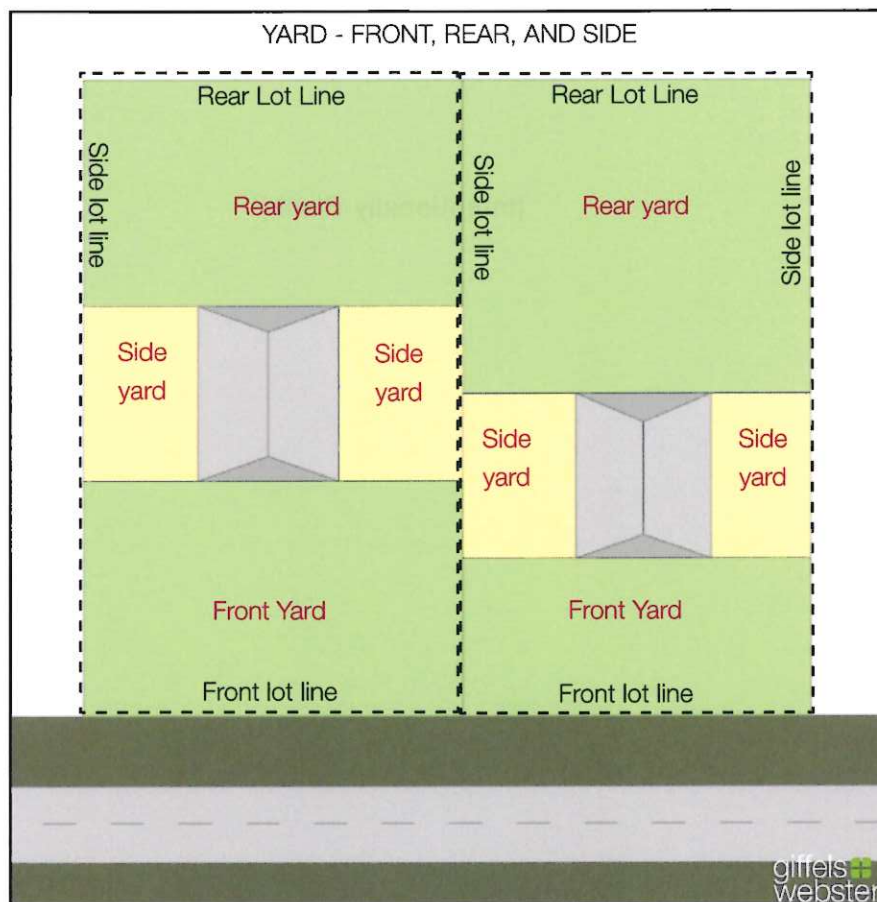 YARD - FRONT, REAR, AND SIDE
Rear Lot Line
Rear Lot Line
Side lot line
Side lot line
Side lot line
Rear yard
Rear yard
Side
yard
Side
yard
Side
yard
Side
yard
Front Yard
Front Yard
Front lot line
Front lot line
giffels
webster